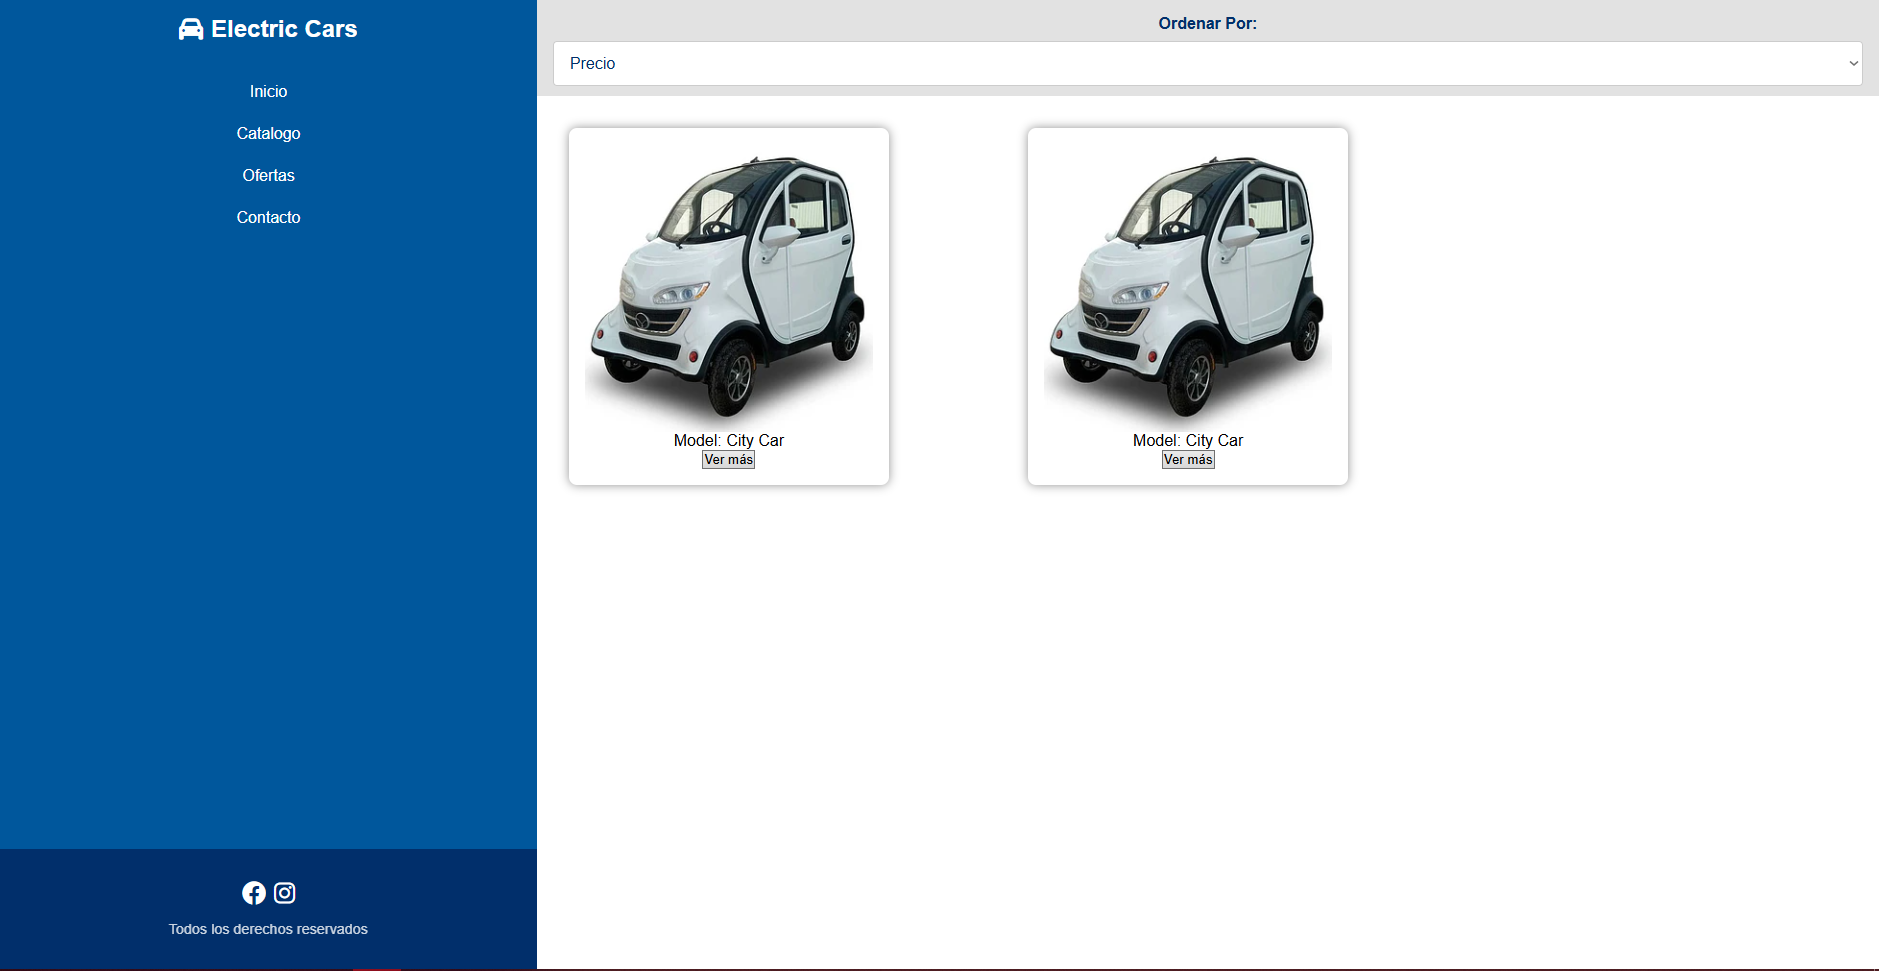 Electric Cars
Inicio
Catalogo
Ofertas
Contacto
Todos los derechos reservados
Ordenar Por:
Precio
Model: City Car
Ver más
Model: City Car
Ver más